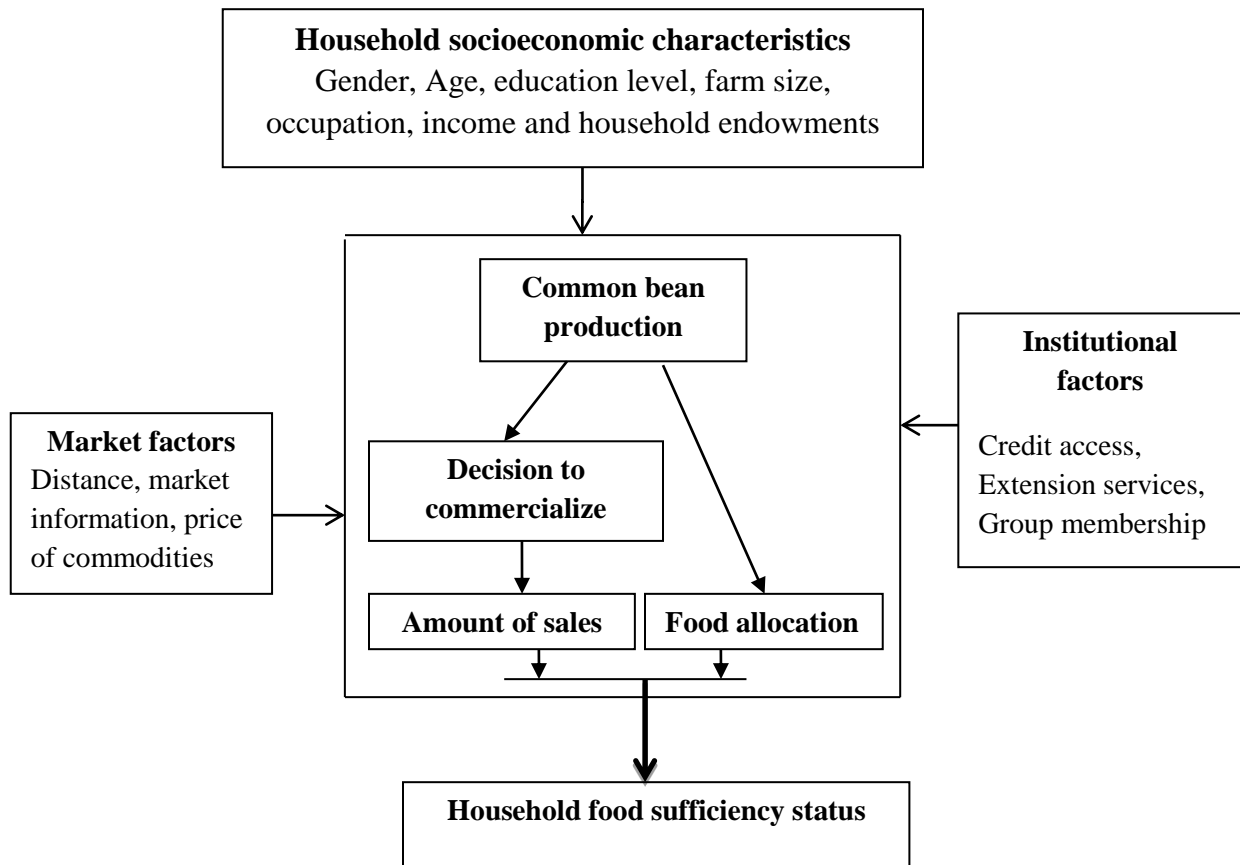 Household socioeconomic characteristics
Gender, Age, education level, farm size,
occupation, income and household endowments
Common bean
production
Institutional
factors
Credit access,
Extension services,
Group membership
Market factors
Distance, market
information, price
of commodities
Decision to
commercialize
Amount of sales
Food allocation
Household food sufficiency status